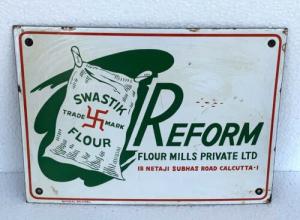 SWASTIK
TRADE MARK
FLOUR
REFORM
FLOUR MILLS PRIVATE LTD
18 NETAJI SUBHAS ROAD CALCUTTA-1